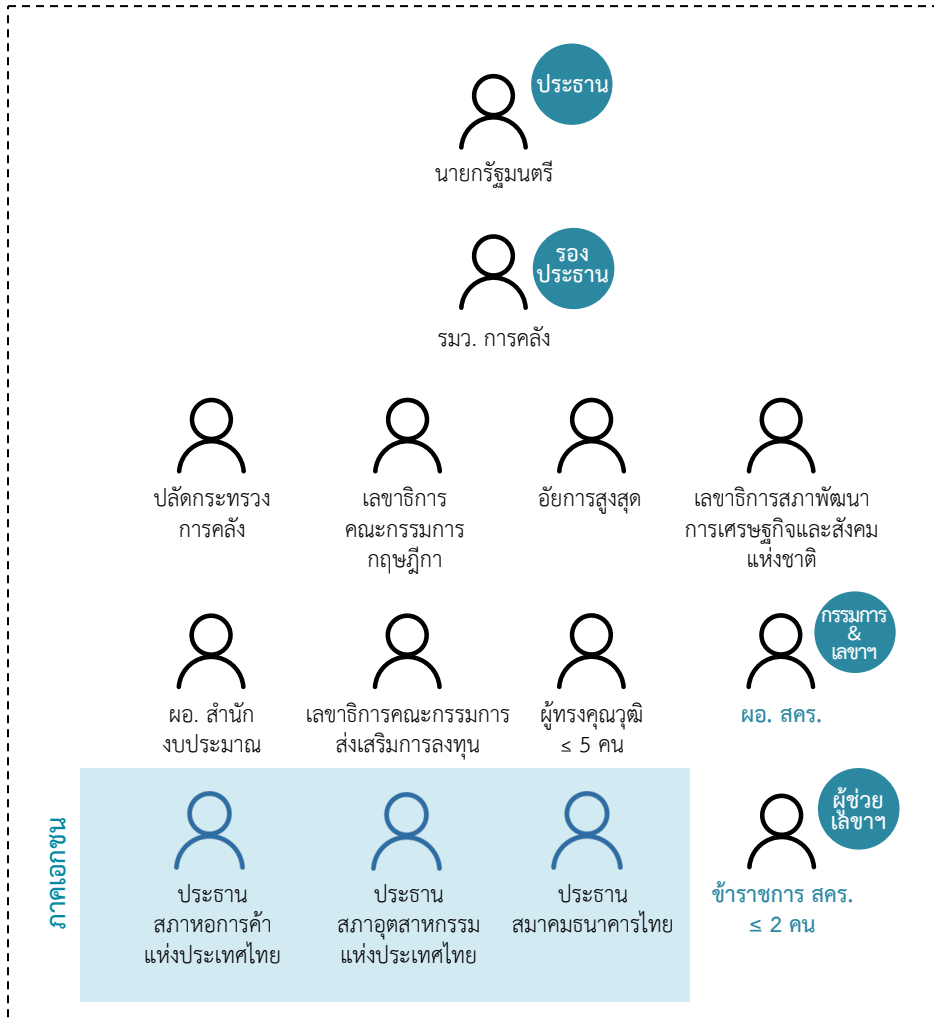 ประธาน
นายกรัฐมนตรี
รอง
ประธาน
รมว. การคลัง
ปลัดกระทรวง
การคลัง
เลขาธิการ
คณะกรรมการ
กฤษฎีกา
อัยการสูงสุด
เลขาธิการสภาพัฒนา
การเศรษฐกิจและสังคม
แห่งชาติ
ผอ. สำนัก
งบประมาณ
เลขาธิการคณะกรรมการ
ส่งเสริมการลงทุน
ผู้ทรงคุณวุฒิ
≤ 5 คน
กรรมการ
&
เลขาฯ
ผอ. สคร.
ภาคเอกชน
ประธาน
สภาหอการค้า
แห่งประเทศไทย
ประธาน
สภาอุตสาหกรรม
แห่งประเทศไทย
ประธาน
สมาคมธนาคารไทย
ผู้ช่วย
เลขาฯ
ข้าราชการ สคร.
≤ 2 คน